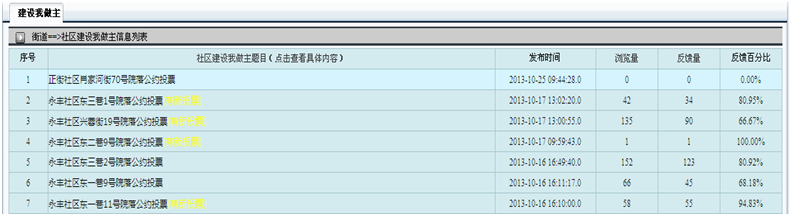 建设我做主
街道==>社区建设我做主信息列表
序号 社区建设我做主题目(点击查看具体内容) 发布时间 浏览量 反馈量 反馈百分比
1 正街社区肖家河街70号院落公约投票 2013-10-25 09:44:28.0 0 0 0.00%
2 永丰社区东三巷1号院落公约投票 2013-10-17 13:02:20.0 42 34 80.95%
3 永丰社区兴蓉街19号院落公约投票 2013-10-17 13:00:55.0 135 90 66.67%
4 永丰社区东二巷9号院落公约投票 2013-10-17 09:59:43.0 1 1 100.00%
5 永丰社区东三巷2号院落公约投票 2013-10-16 16:49:40.0 152 123 80.92%
6 永丰社区东一巷9号院落公约投票 2013-10-16 16:11:17.0 66 45 68.18%
7 永丰社区东一巷11号院落公约投票 2013-10-16 16:10:00.0 58 55 94.83%